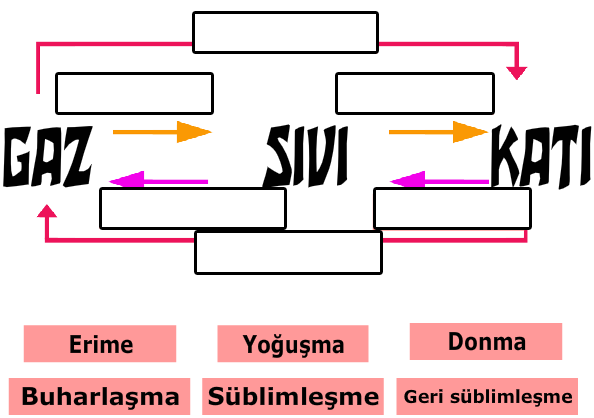 GAZ SIVI KATI
Erime Yoğuşma Donma
Buharlaşma Süblimleşme Geri süblimleşme